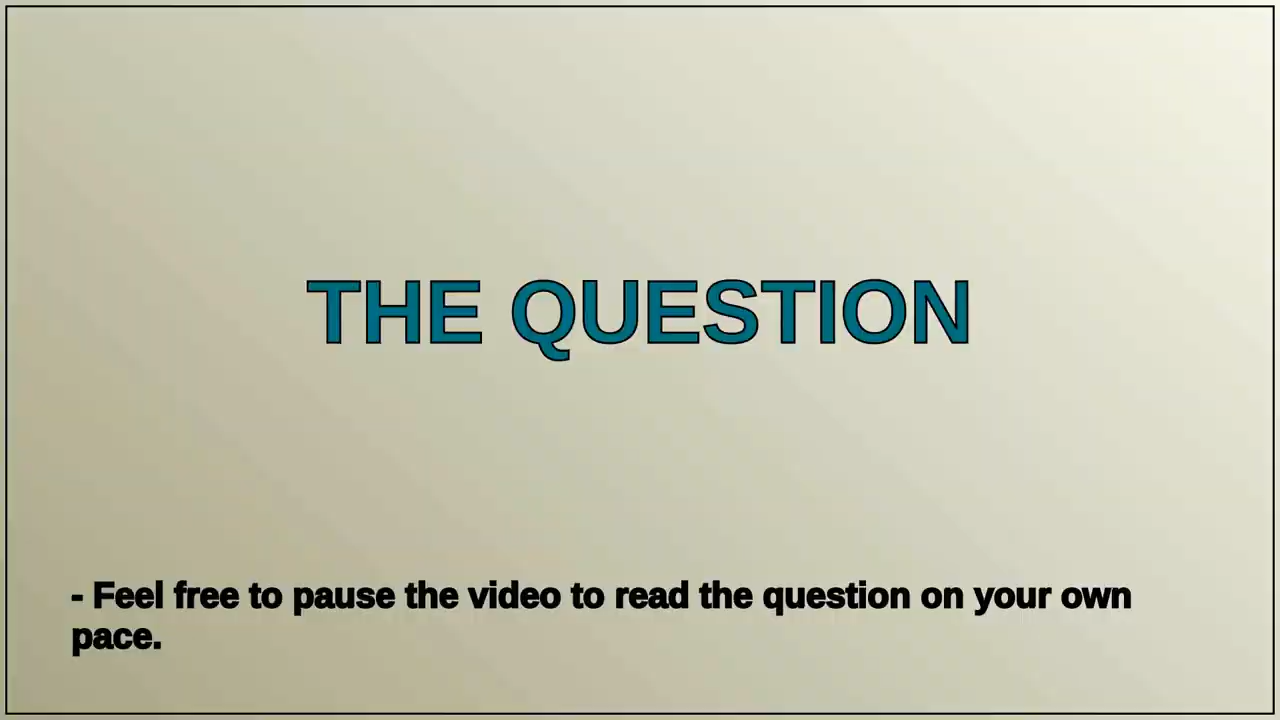 THE QUESTION
- Feel free to pause the video to read the question on your own
pace.